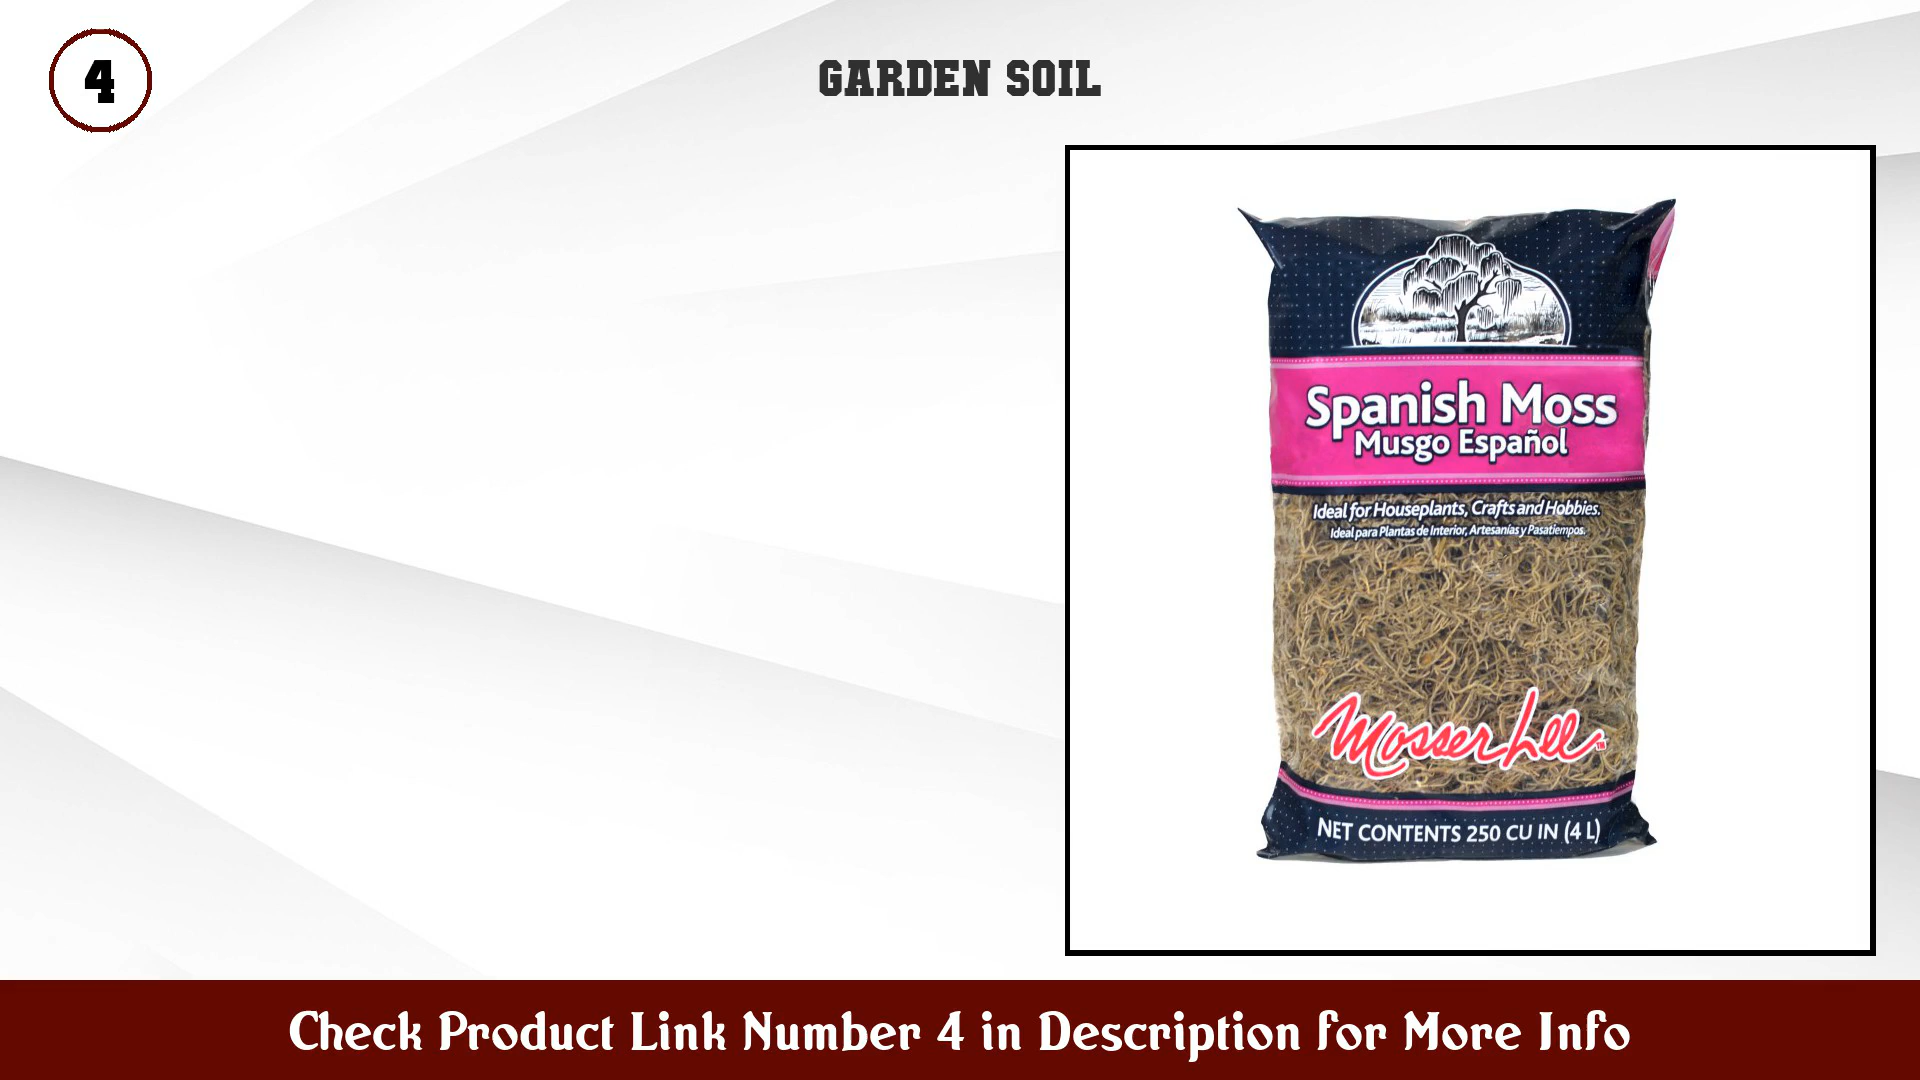 4
GARDEN SOIL
Spanish Moss
Musgo Español
Ideal for Houseplants, Crafts and Hobbies.
Ideal para Plantas de Interior, Artesanías y Pasatiempos.
Mosser Lee™
NET CONTENTS 250 CU IN (4 L)
Check Product Link Number 4 in Description for More Info